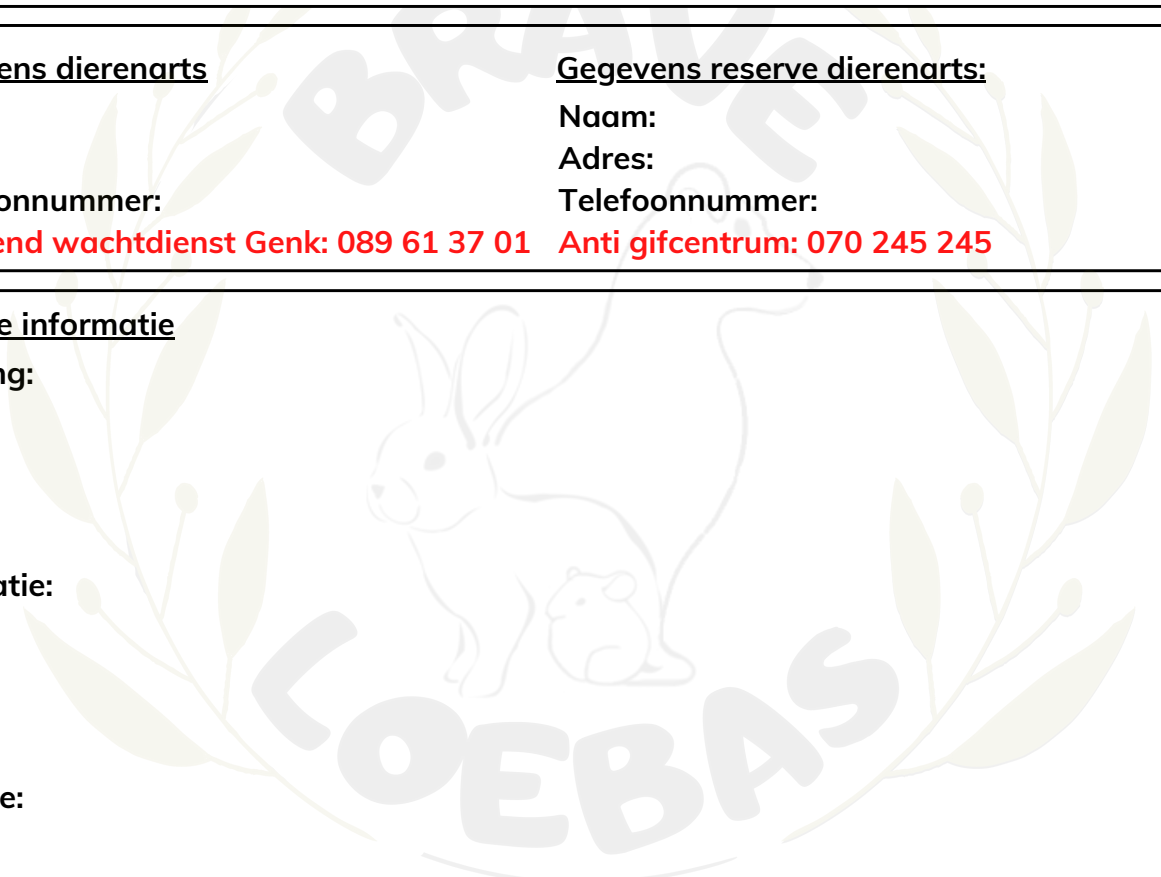 BRAVE
ens dierenarts
Gegevens reserve dierenarts:
Naam:
Adres:
onnummer:
Telefoonnummer:
end wachtdienst Genk: 089 61 37 01
Anti gifcentrum: 070 245 245
e informatie
ng:
atie:
e:
LOEBAS